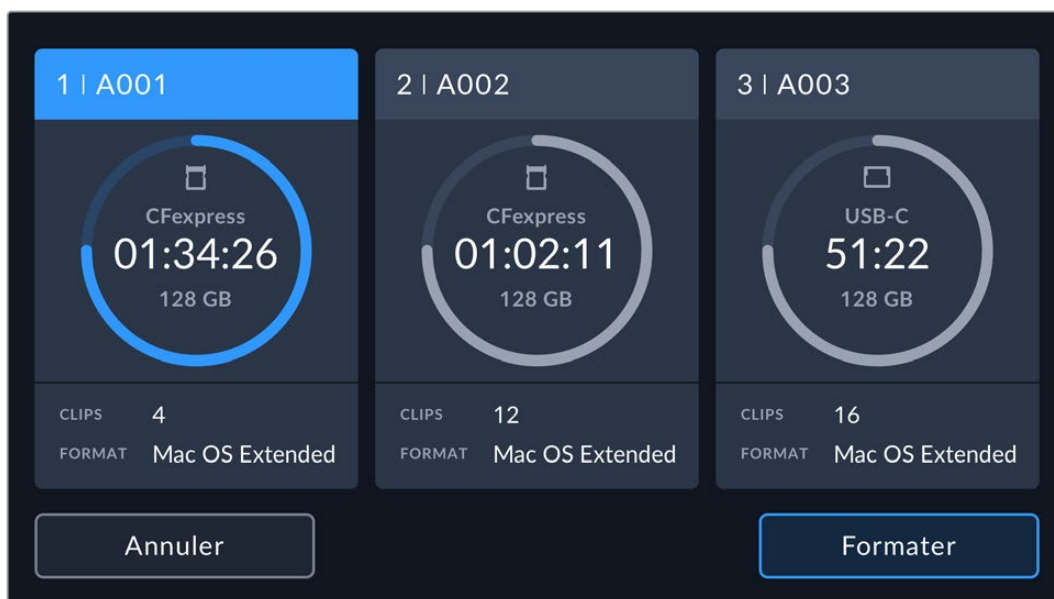 1 | A001
CFexpress
01:34:26
128 GB
CLIPS 4
FORMAT Mac OS Extended
2 | A002
CFexpress
01:02:11
128 GB
CLIPS 12
FORMAT Mac OS Extended
3 | A003
USB-C
51:22
128 GB
CLIPS 16
FORMAT Mac OS Extended
Annuler
Formater